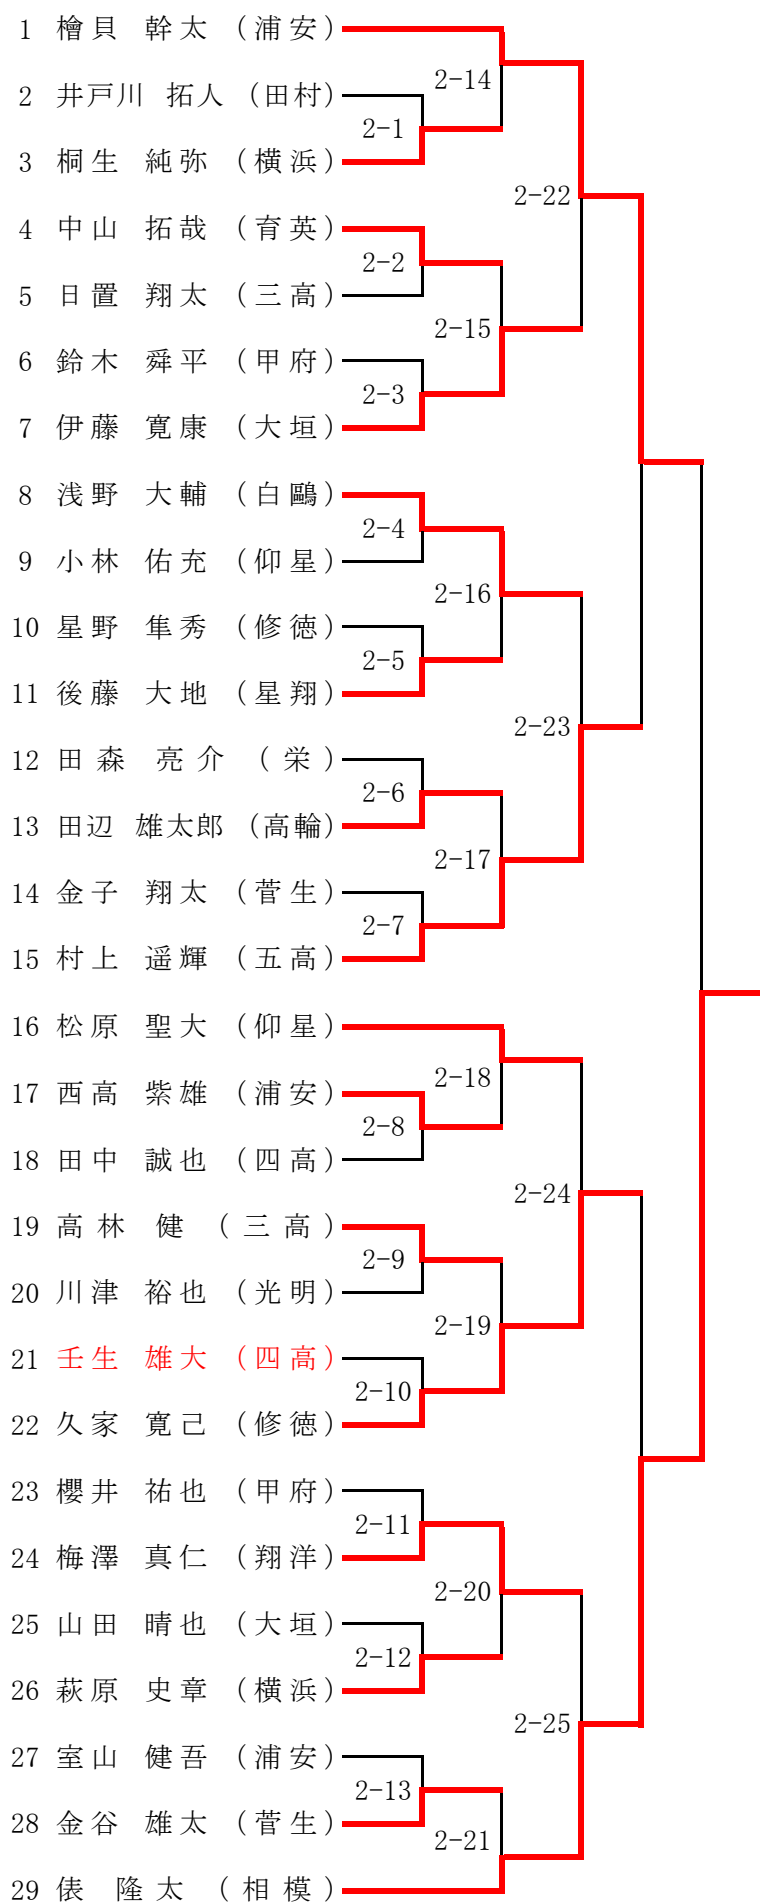 1 檜貝 幹太 （浦安）
2-14
2 井戸川 拓人 （田村）
2-1
3 桐生 純弥 （横浜）
2-22
4 中山 拓哉 （育英）
2-2
5 日置 翔太 （三高）
2-15
6 鈴木 舜平 （甲府）
2-3
7 伊藤 寛康 （大垣）
8 浅野 大輔 （白鷗）
2-4
9 小林 佑充 （仰星）
2-16
10 星野 隼秀 （修徳）
2-5
11 後藤 大地 （星翔）
2-23
12 田森 亮介 （栄）
2-6
13 田辺 雄太郎 （高輪）
2-17
14 金子 翔太 （菅生）
2-7
15 村上 遥輝 （五高）
16 松原 聖大 （仰星）
2-18
17 西高 紫雄 （浦安）
2-8
18 田中 誠也 （四高）
2-24
19 高林 健 （三高）
2-9
20 川津 裕也 （光明）
2-19
21 壬生 雄大 （四高）
2-10
22 久家 寛己 （修徳）
23 櫻井 祐也 （甲府）
2-11
24 梅澤 真仁 （翔洋）
2-20
25 山田 晴也 （大垣）
2-12
26 萩原 史章 （横浜）
2-25
27 室山 健吾 （浦安）
2-13
28 金谷 雄太 （菅生）
2-21
29 俵 隆太 （相模）